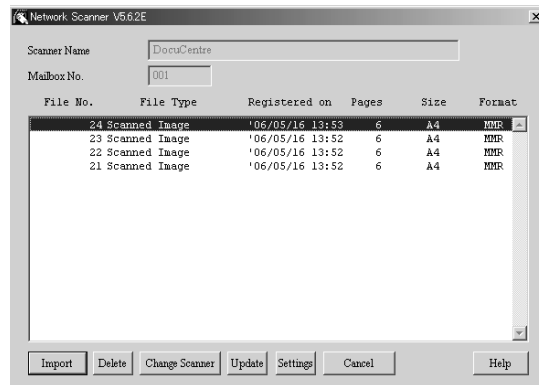 Network Scanner V5.6.2E
Scanner Name DocuCentre
Mailbox No. 001
File No. File Type Registered on Pages Size Format
24 Scanned Image '06/05/16 13:53 6 A4 MMR
23 Scanned Image '06/05/16 13:52 6 A4 MMR
22 Scanned Image '06/05/16 13:52 6 A4 MMR
21 Scanned Image '06/05/16 13:52 6 A4 MMR
Import Delete Change Scanner Update Settings Cancel Help